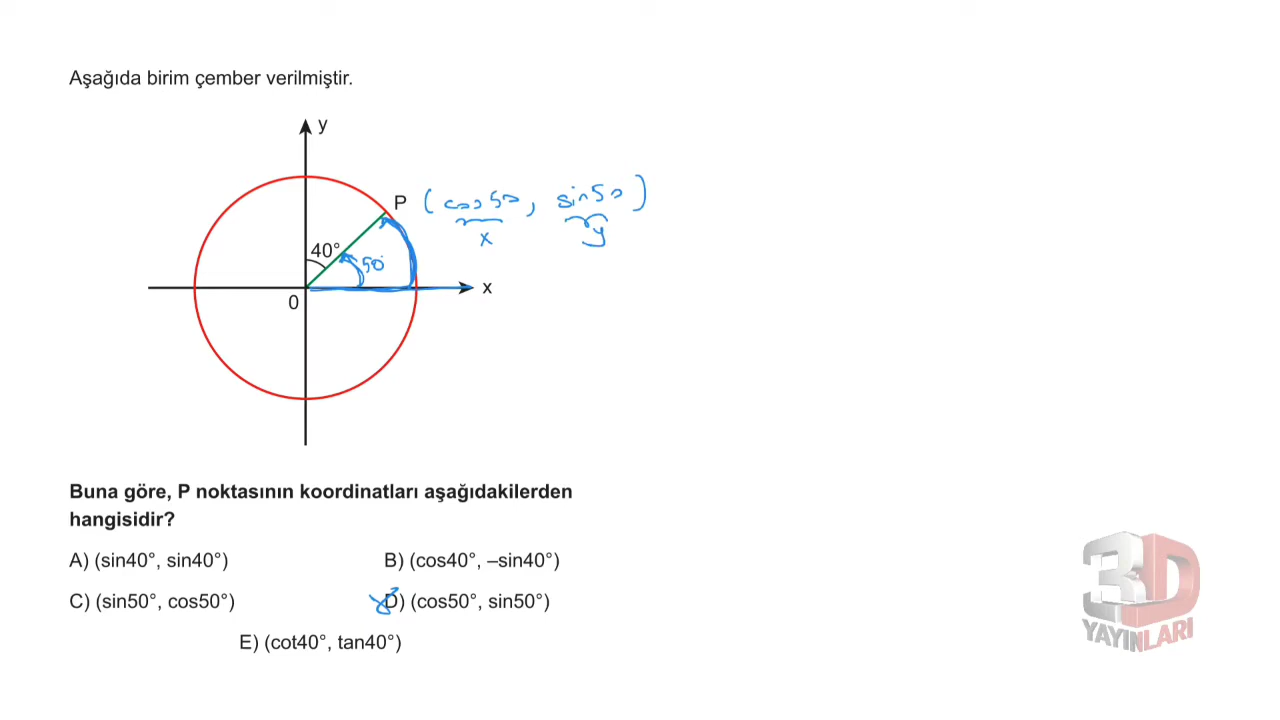 Aşağıda birim çember verilmiştir.
y
P (cos50, sin50)
x y
40°
50°
x
0
Buna göre, P noktasının koordinatları aşağıdakilerden
hangisidir?
A) (sin40°, sin40°) B) (cos40°, –sin40°)
C) (sin50°, cos50°) D) (cos50°, sin50°)
E) (cot40°, tan40°)
3D
YAYINLARI